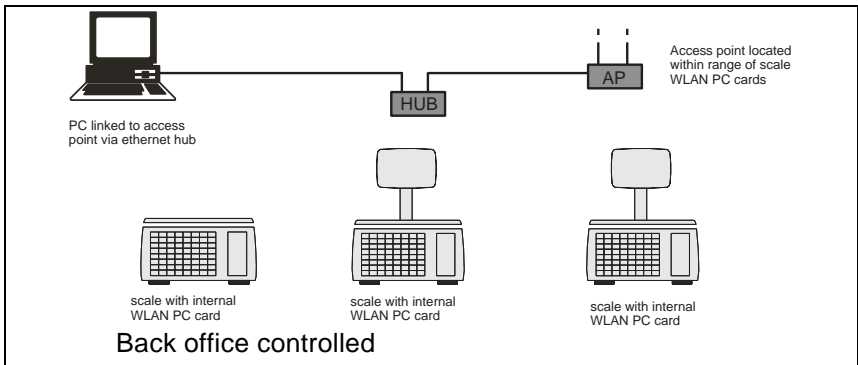 Access point located
within range of scale
WLAN PC cards
AP
HUB
PC linked to access
point via ethernet hub
scale with internal
WLAN PC card
scale with internal
WLAN PC card
scale with internal
WLAN PC card
Back office controlled